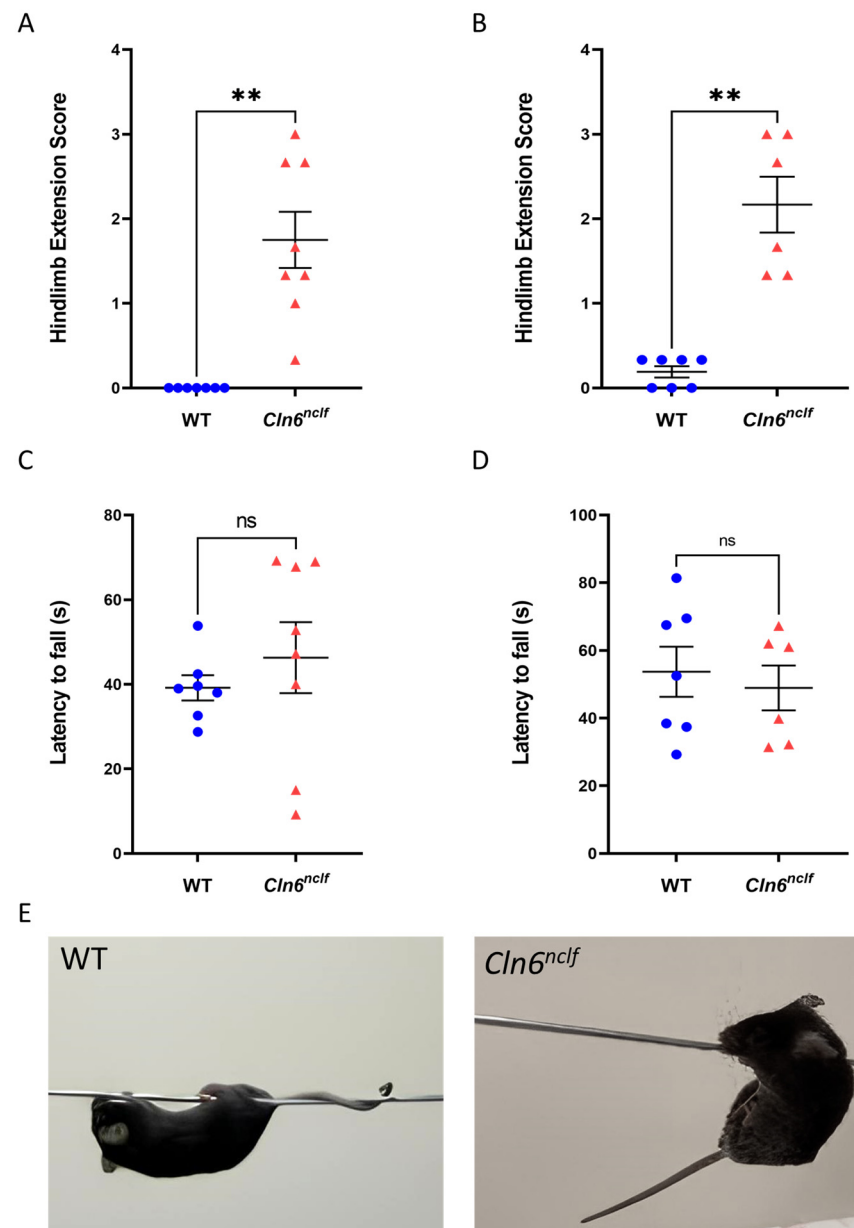 A
Hindlimb Extension Score
4
3
2
1
0
**
WT
Cln6nclf
B
Hindlimb Extension Score
4
3
2
1
0
**
WT
Cln6nclf
C
Latency to fall (s)
80
60
40
20
0
ns
WT
Cln6nclf
D
Latency to fall (s)
100
80
60
40
20
0
ns
WT
Cln6nclf
E
WT
Cln6nclf